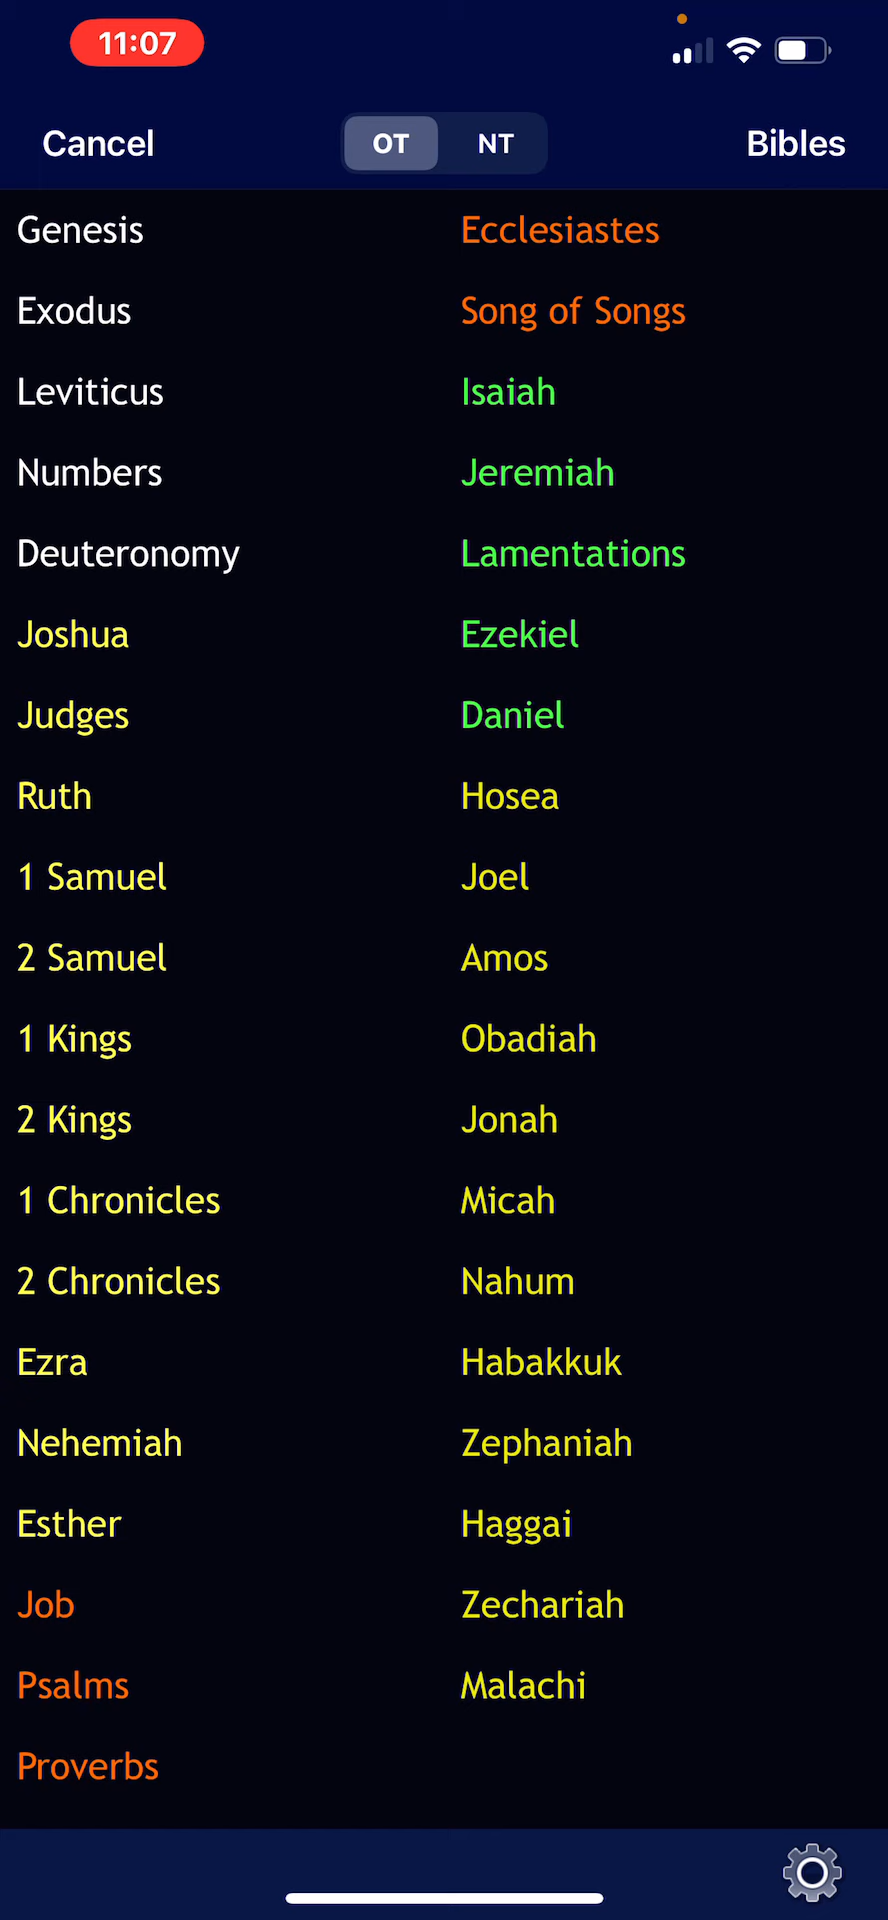 11:07
Cancel
OT
NT
Bibles
Genesis
Exodus
Leviticus
Numbers
Deuteronomy
Joshua
Judges
Ruth
1 Samuel
2 Samuel
1 Kings
2 Kings
1 Chronicles
2 Chronicles
Ezra
Nehemiah
Esther
Job
Psalms
Proverbs
Ecclesiastes
Song of Songs
Isaiah
Jeremiah
Lamentations
Ezekiel
Daniel
Hosea
Joel
Amos
Obadiah
Jonah
Micah
Nahum
Habakkuk
Zephaniah
Haggai
Zechariah
Malachi